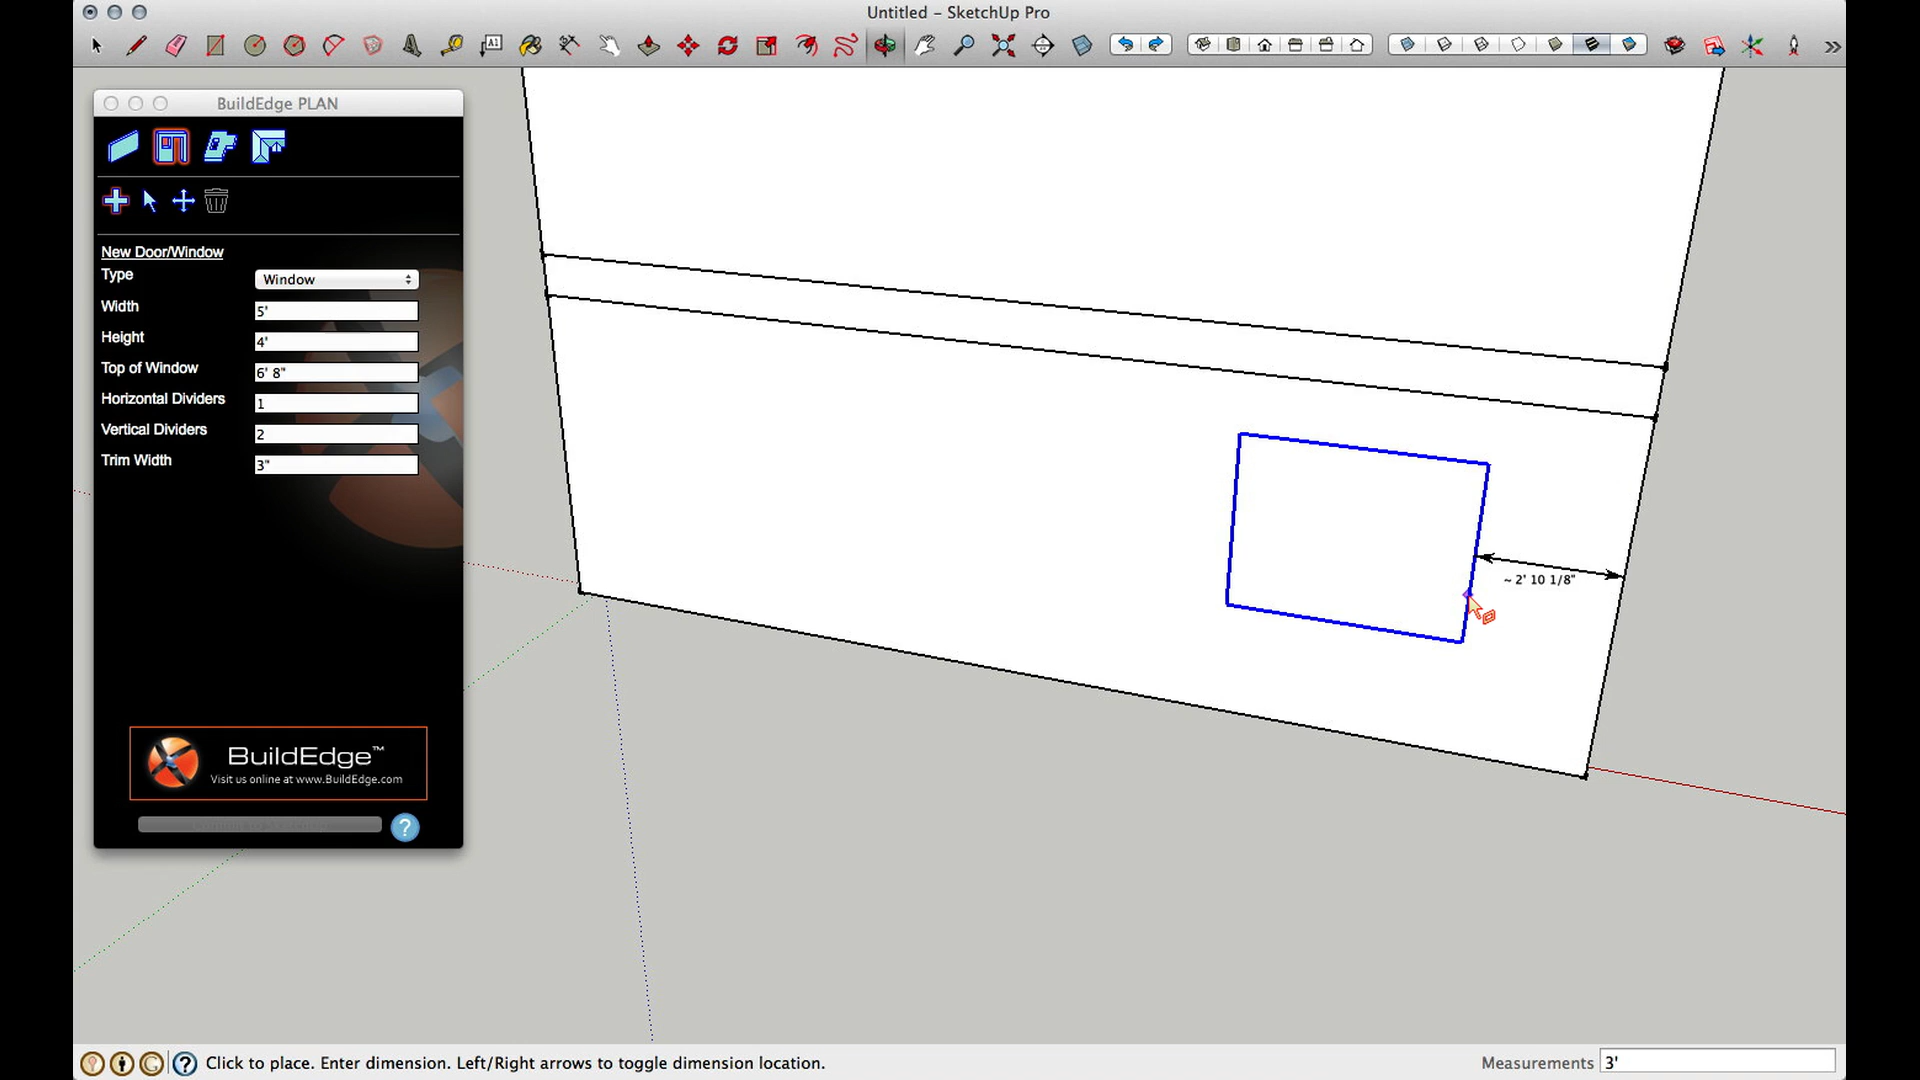 Untitled – SketchUp Pro
A1
BuildEdge PLAN
New Door/Window
Type
Window
Width
5'
Height
4'
Top of Window
6' 8"
Horizontal Dividers
1
Vertical Dividers
2
Trim Width
3"
~ 2' 10 1/8"
BuildEdge™
Visit us online at www.BuildEdge.com
?
? Click to place. Enter dimension. Left/Right arrows to toggle dimension location.
Measurements 3'